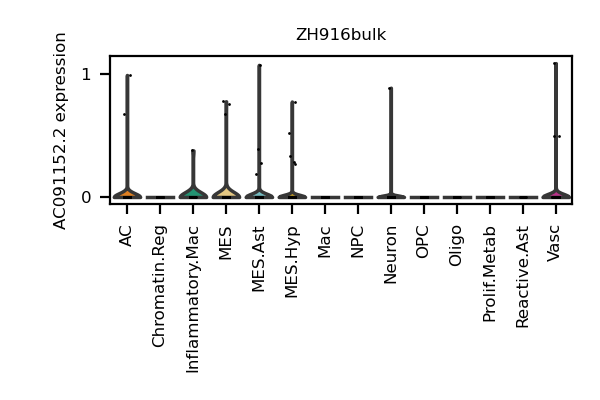 ZH916bulk
AC091152.2 expression
1
0
AC
Chromatin.Reg
Inflammatory.Mac
MES
MES.Ast
MES.Hyp
Mac
NPC
Neuron
OPC
Oligo
Prolif.Metab
Reactive.Ast
Vasc